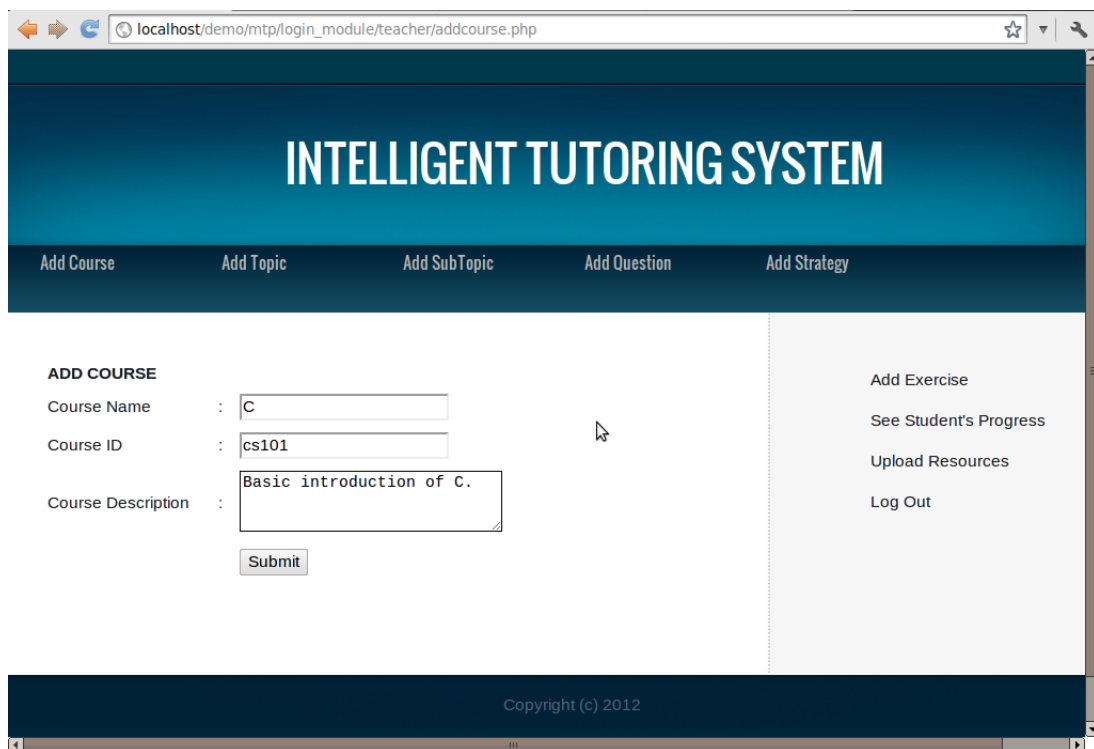 localhost/demo/mtp/login_module/teacher/addcourse.php
INTELLIGENT TUTORING SYSTEM
Add Course Add Topic Add SubTopic Add Question Add Strategy
ADD COURSE
Course Name : C
Course ID : cs101
Course Description : Basic introduction of C.
Submit
Add Exercise
See Student's Progress
Upload Resources
Log Out
Copyright (c) 2012